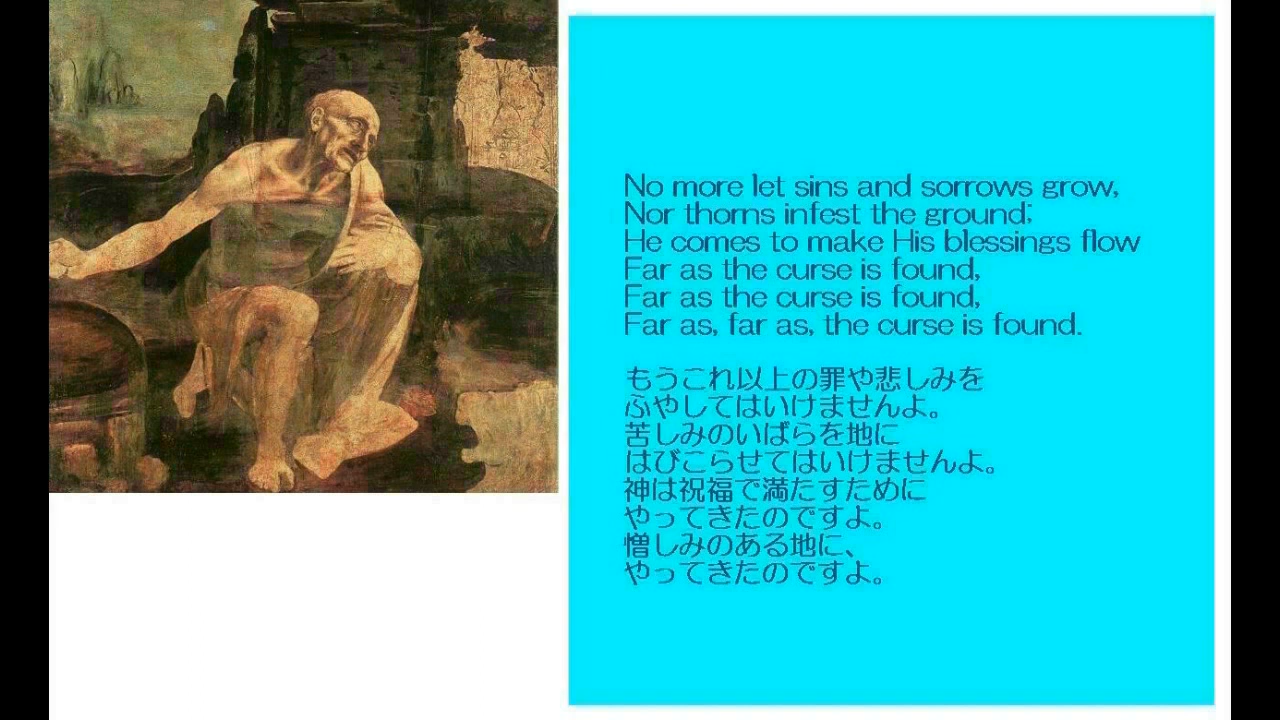 No more let sins and sorrows grow,
Nor thorns infest the ground;
He comes to make His blessings flow
Far as the curse is found,
Far as the curse is found,
Far as, far as, the curse is found.
もうこれ以上の罪や悲しみを
ふやしてはいけませんよ。
苦しみのいばらを地に
はびこらせてはいけませんよ。
神は祝福で満たすために
やってきたのですよ。
憎しみのある地に、
やってきたのですよ。